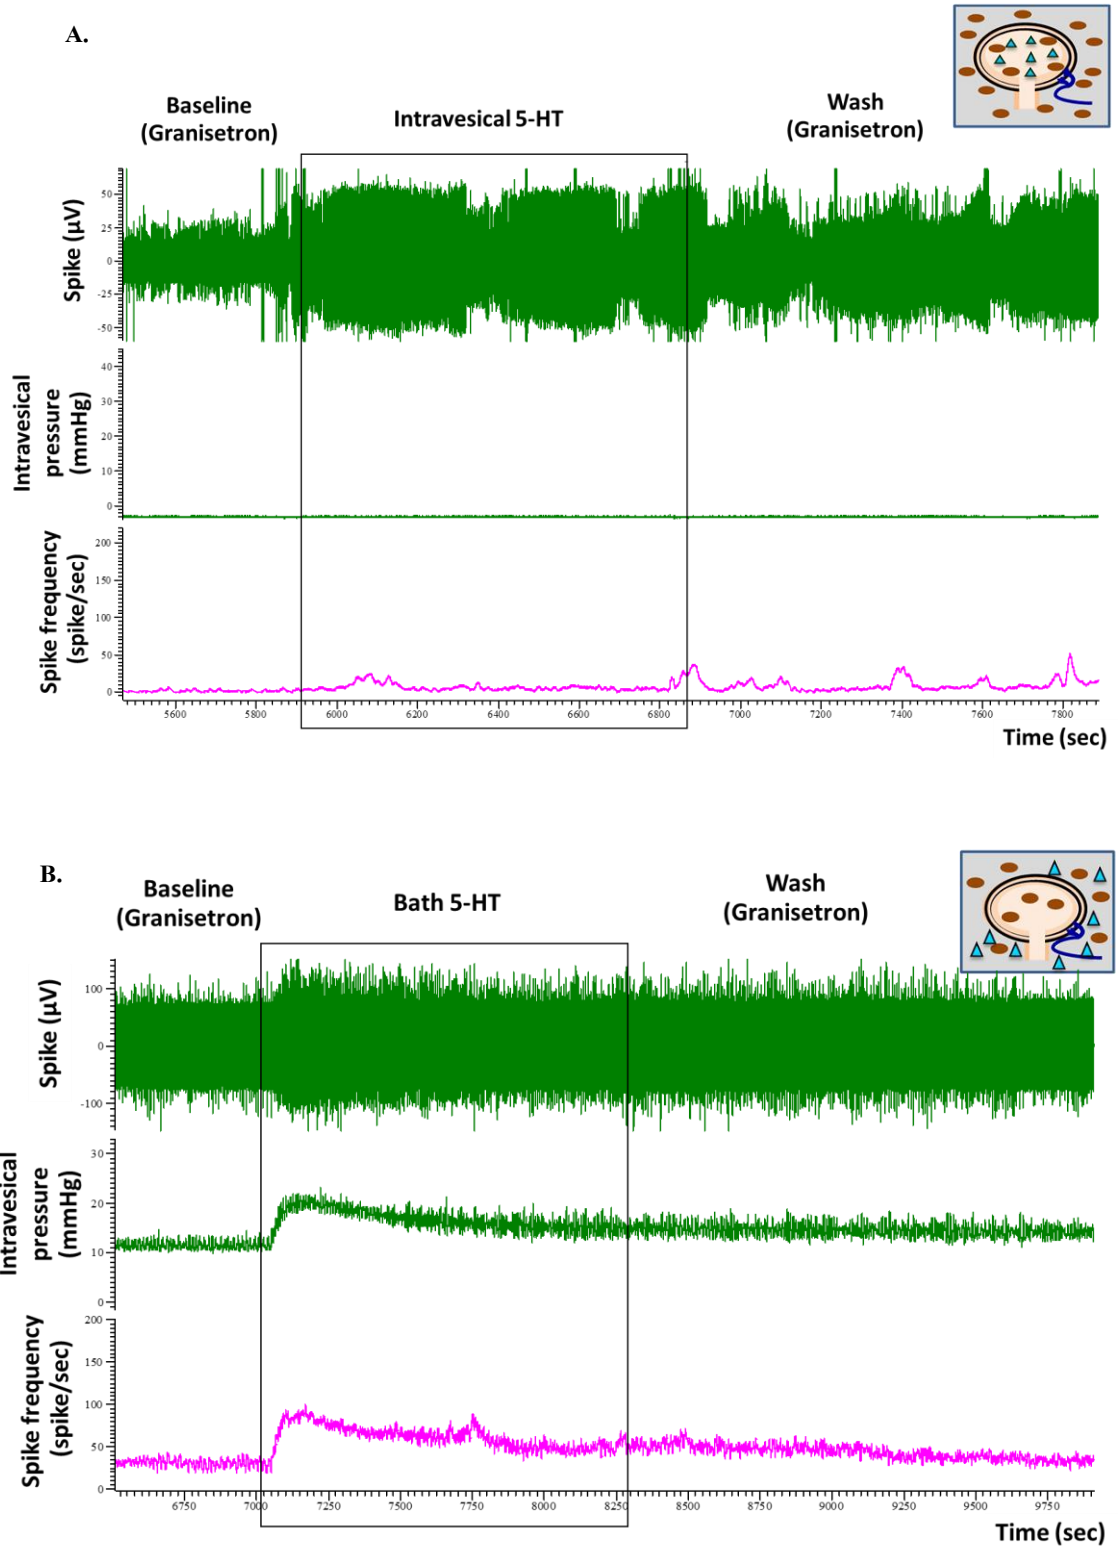 A.
Baseline
(Granisetron)
Intravesical 5-HT
Wash
(Granisetron)
Spike (µV)
50
25
0
-25
-50
Intravesical
pressure
(mmHg)
40
30
20
10
0
Spike frequency
(spike/sec)
200
150
100
50
0
5600 5800 6000 6200 6400 6600 6800 7000 7200 7400 7600 7800
Time (sec)
B.
Baseline
(Granisetron)
Bath 5-HT
Wash
(Granisetron)
Spike (µV)
100
0
-100
Intravesical
pressure
(mmHg)
30
20
10
0
Spike frequency
(spike/sec)
200
150
100
50
0
6750 7000 7250 7500 7750 8000 8250 8500 8750 9000 9250 9500 9750
Time (sec)